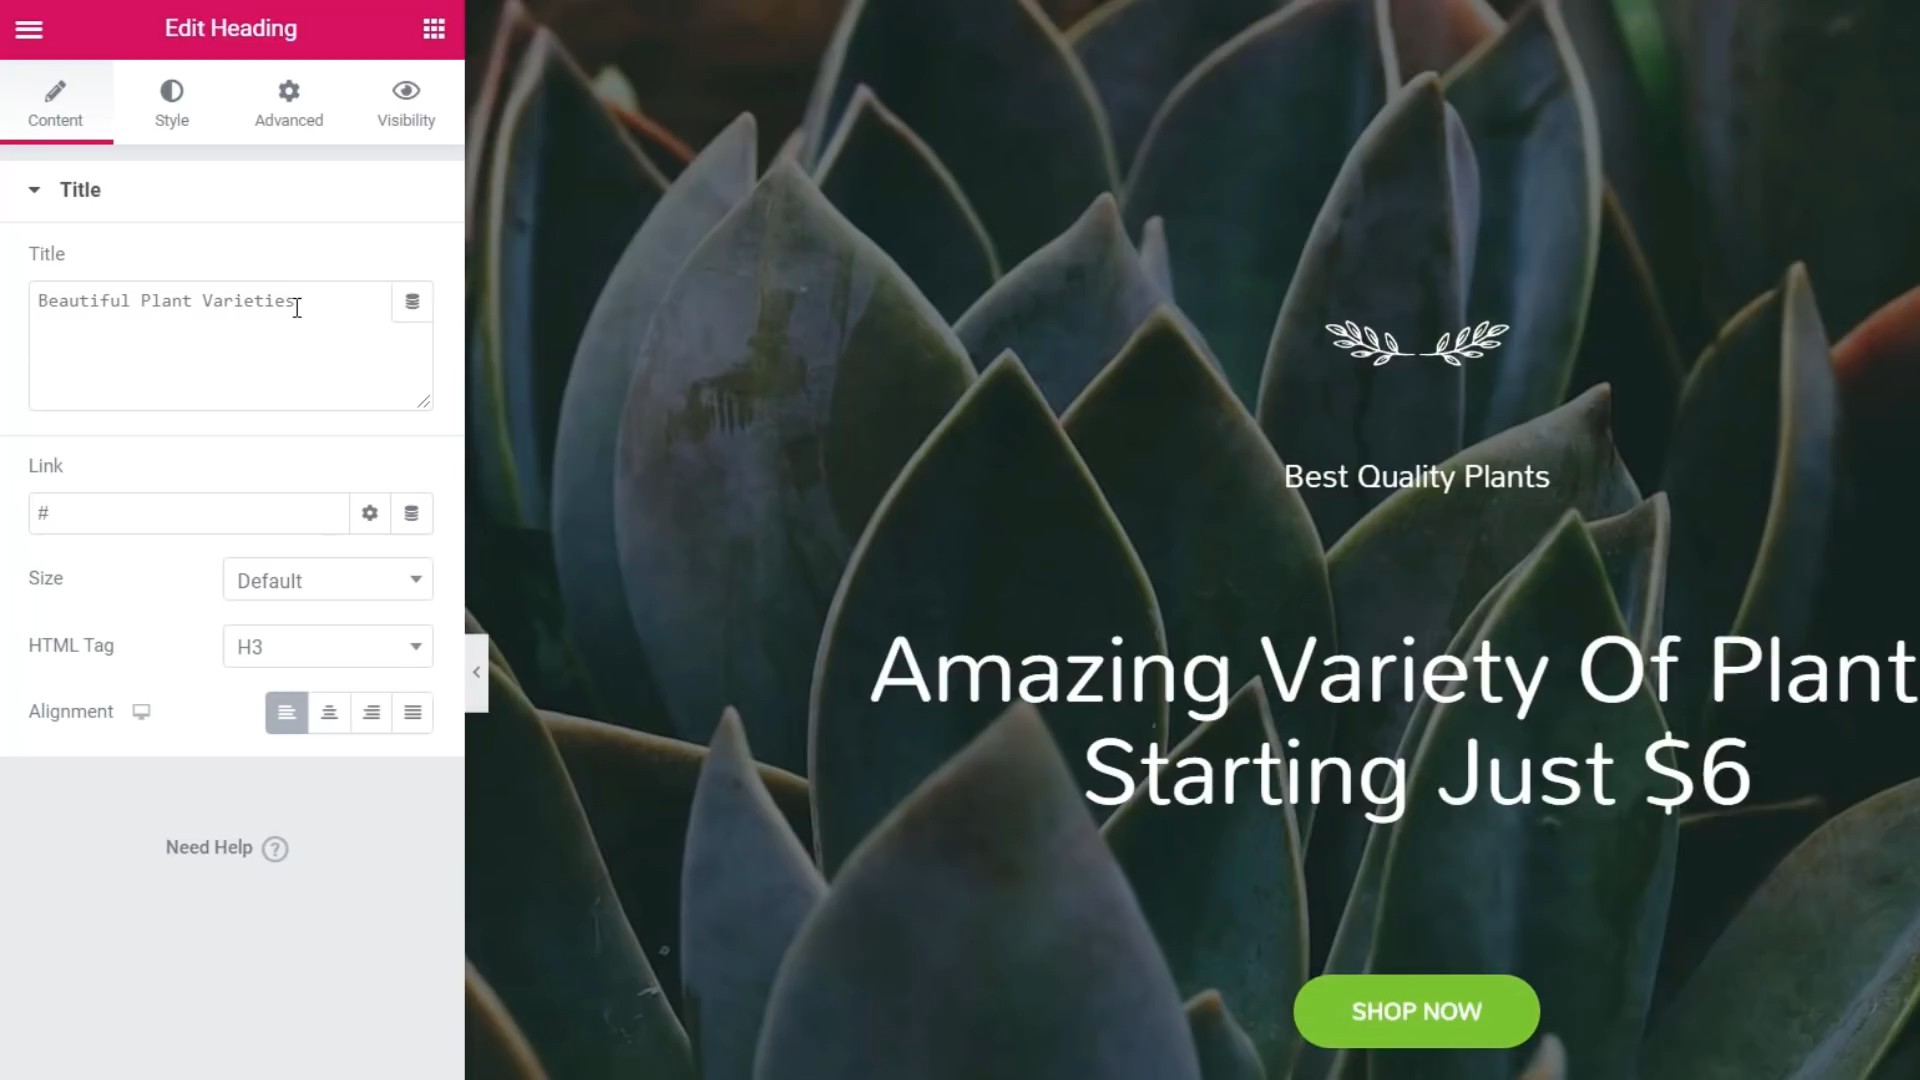 Edit Heading
Content
Style
Advanced
Visibility
Title
Title
Beautiful Plant Varieties
Link
#
Size
Default
HTML Tag
H3
Alignment
Need Help ?
Best Quality Plants
Amazing Variety Of Plant
Starting Just $6
SHOP NOW